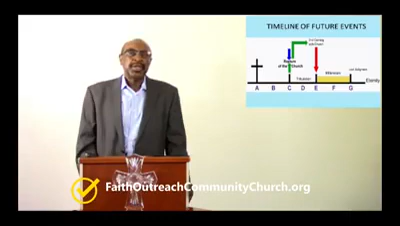 TIMELINE OF FUTURE EVENTS
Rapture
of the Church
Tribulation
Millennium
Eternity
A B C D E F G
FaithOutreachCommunityChurch.org